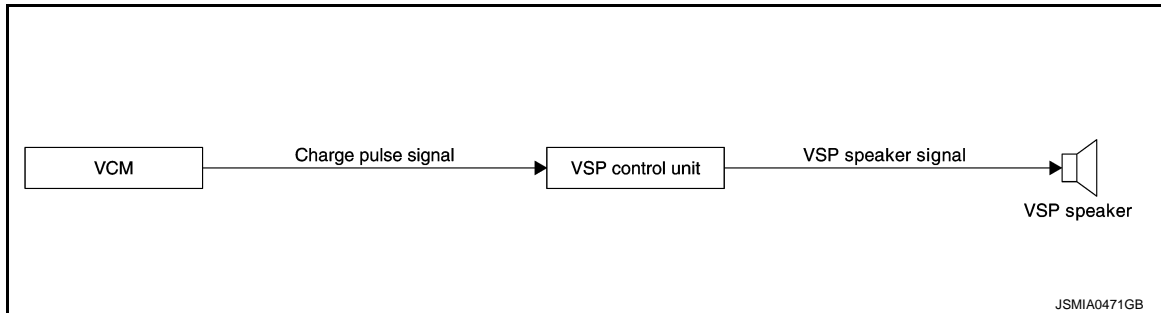 VCM
Charge pulse signal
VSP control unit
VSP speaker signal
VSP speaker
JSMIA0471GB